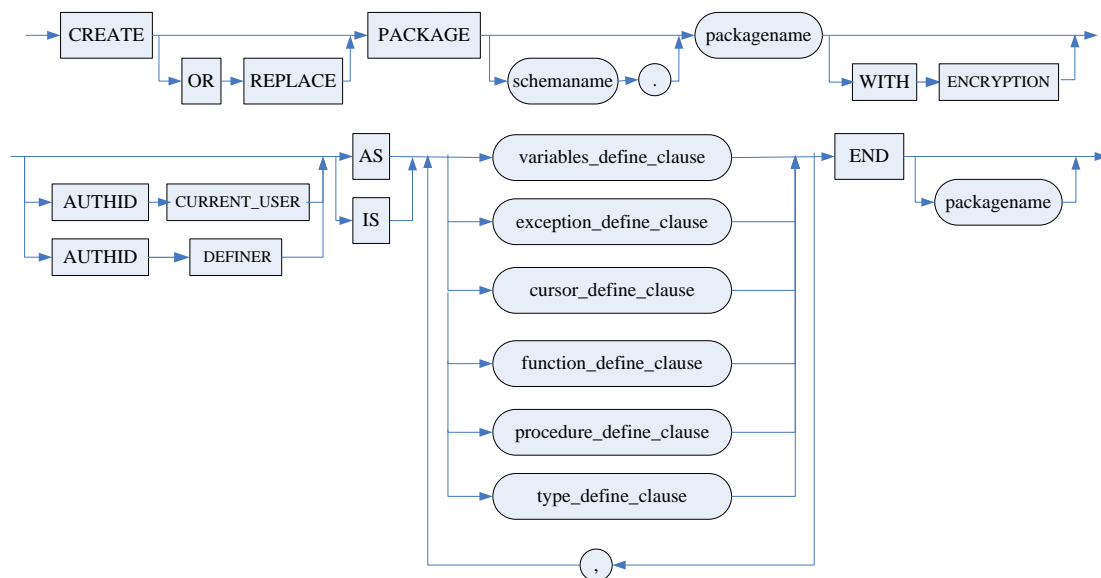 CREATE
PACKAGE
packagename
OR
REPLACE
schemaname
.
WITH
ENCRYPTION
AS
variables_define_clause
END
AUTHID
CURRENT_USER
IS
exception_define_clause
packagename
AUTHID
DEFINER
cursor_define_clause
function_define_clause
procedure_define_clause
type_define_clause
,